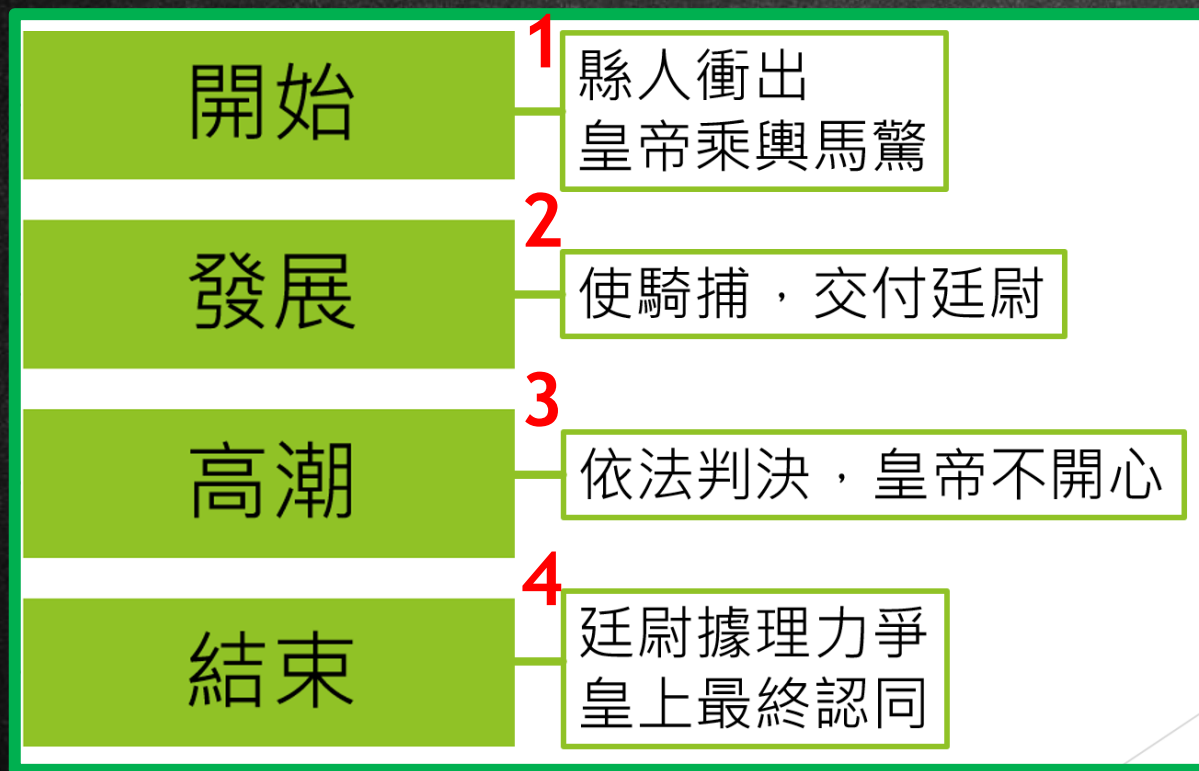 開始
1
縣人衝出
皇帝乘輿馬驚
發展
2
使騎捕，交付廷尉
高潮
3
依法判決，皇帝不開心
結束
4
廷尉據理力爭
皇上最終認同